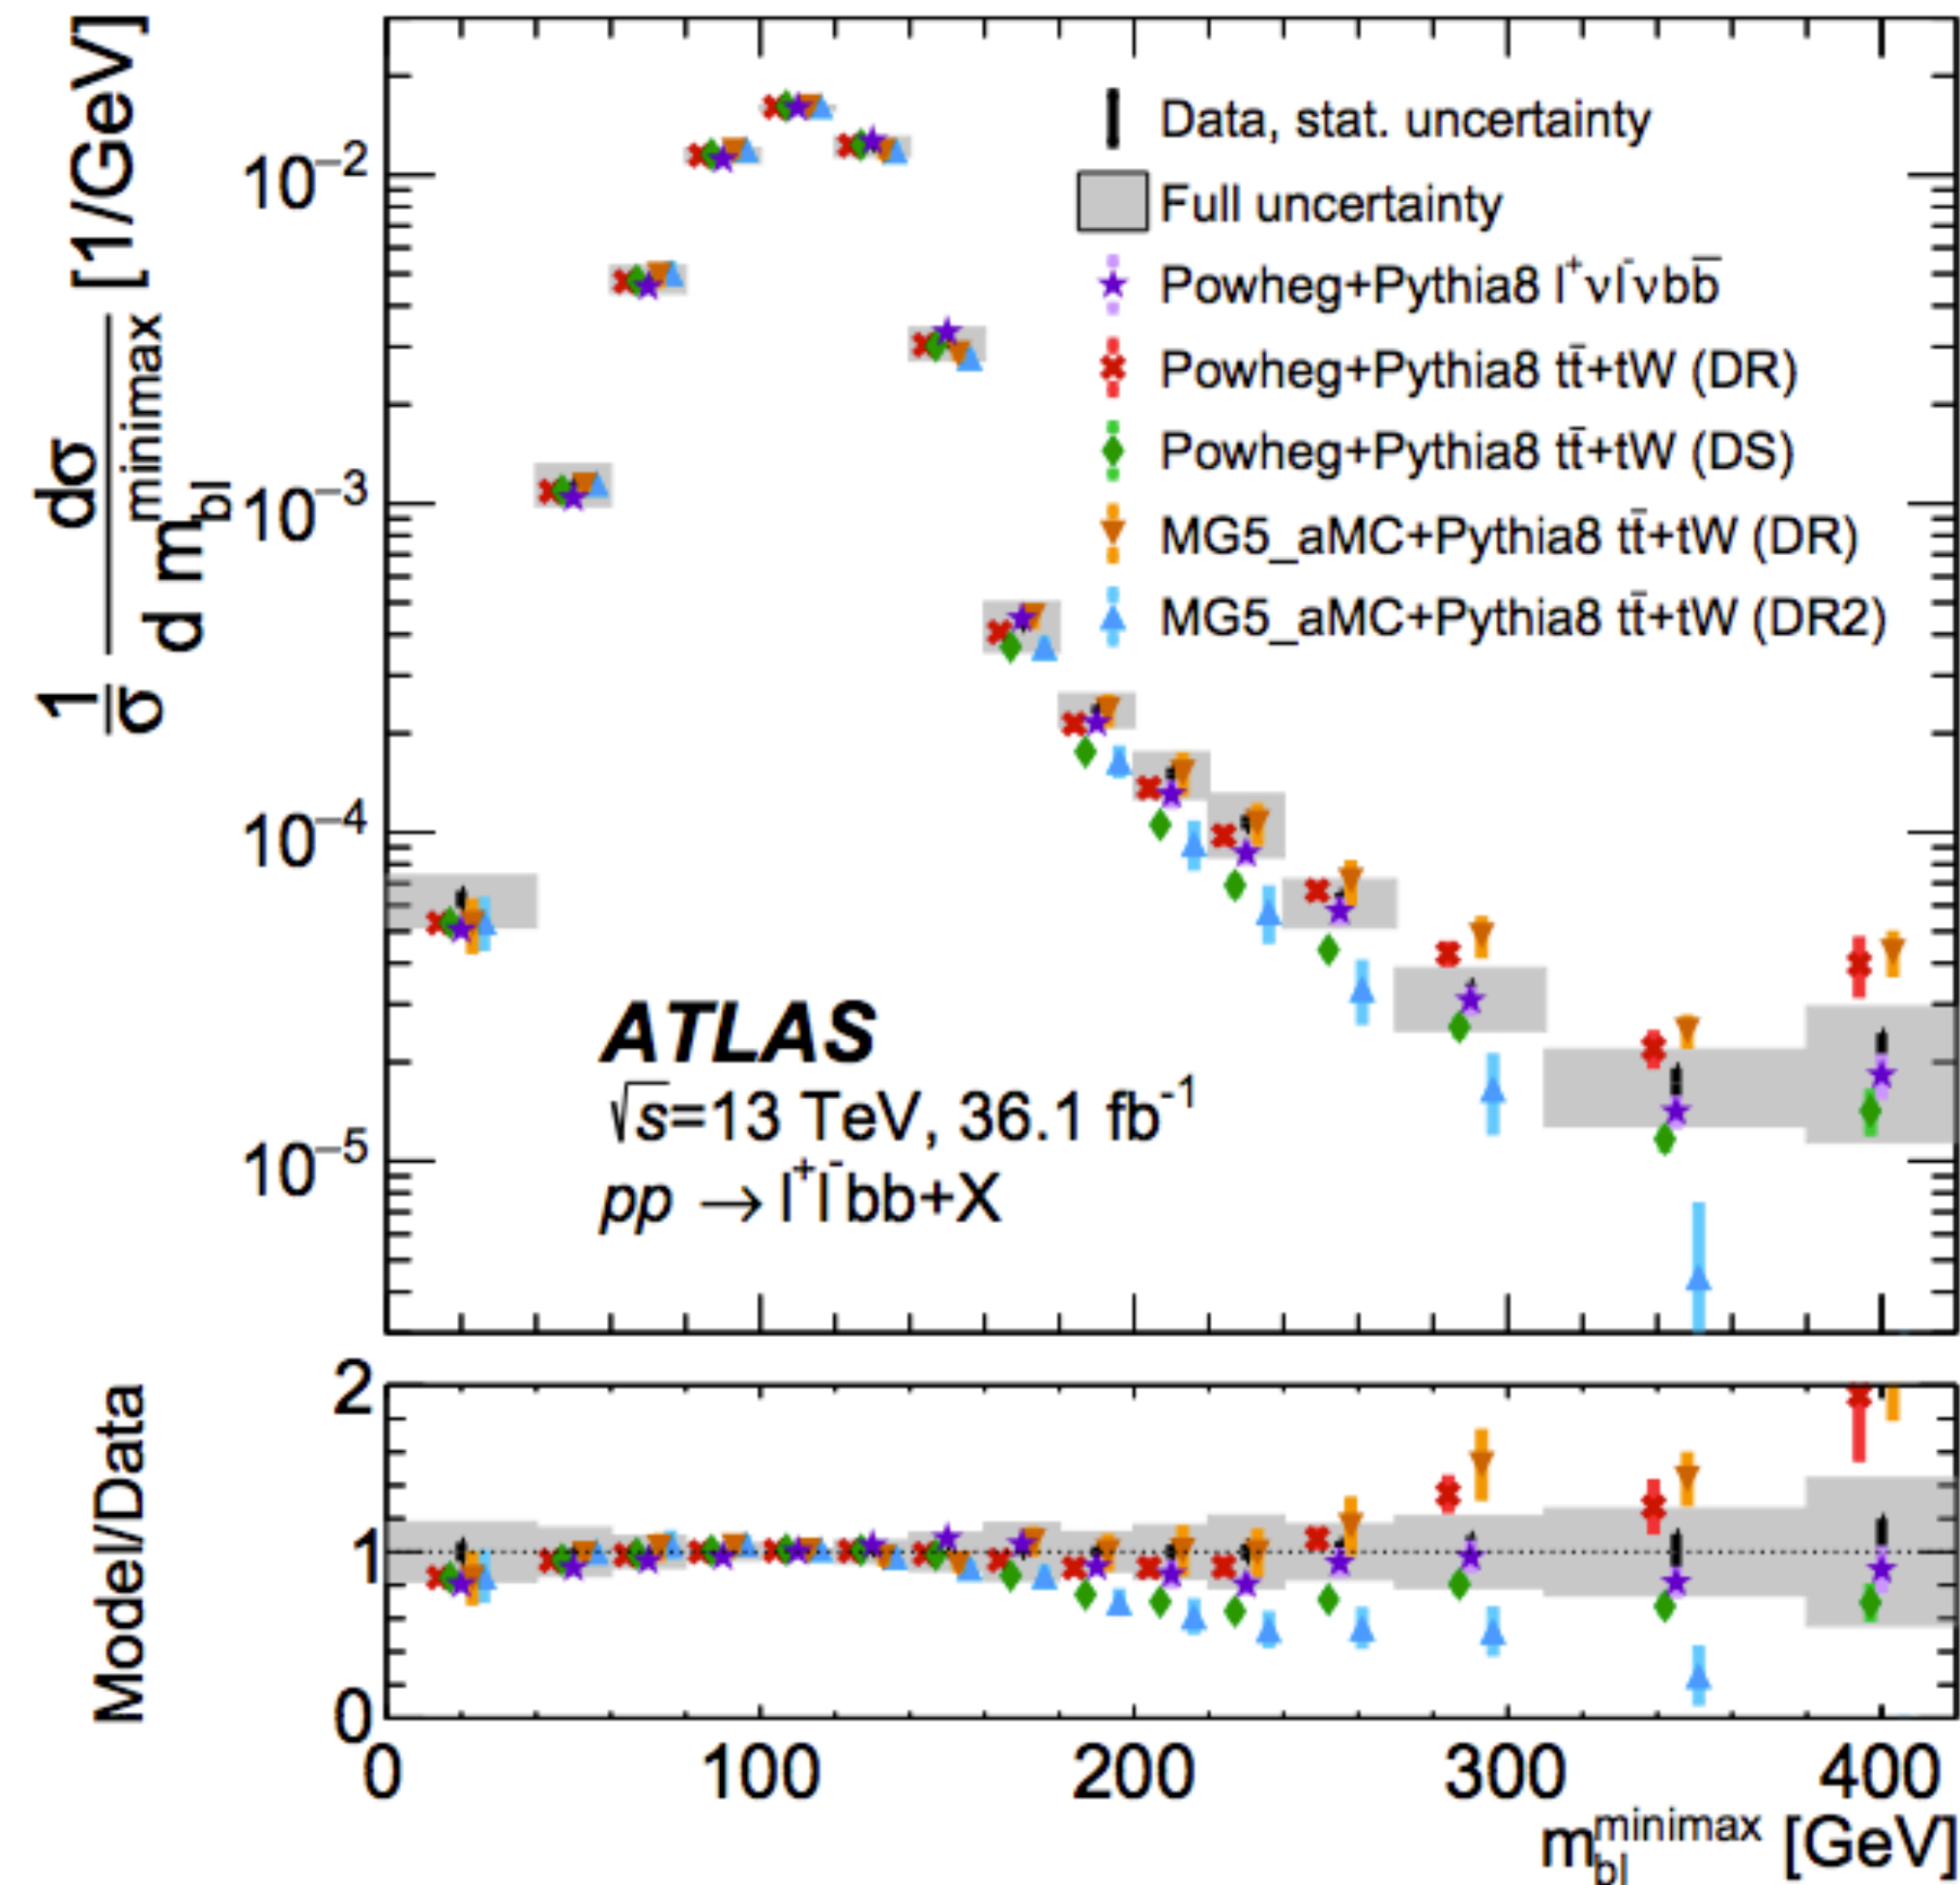 1/σ dσ/d m_bl^minimax [1/GeV]
10⁻²
10⁻³
10⁻⁴
10⁻⁵
Data, stat. uncertainty
Full uncertainty
Powheg+Pythia8 l⁺νl⁻νbb̄
Powheg+Pythia8 tt̄+tW (DR)
Powheg+Pythia8 tt̄+tW (DS)
MG5_aMC+Pythia8 tt̄+tW (DR)
MG5_aMC+Pythia8 tt̄+tW (DR2)
ATLAS
√s=13 TeV, 36.1 fb⁻¹
pp → l⁺l⁻bb+X
Model/Data
2
1
0
0 100 200 300 400
m_bl^minimax [GeV]